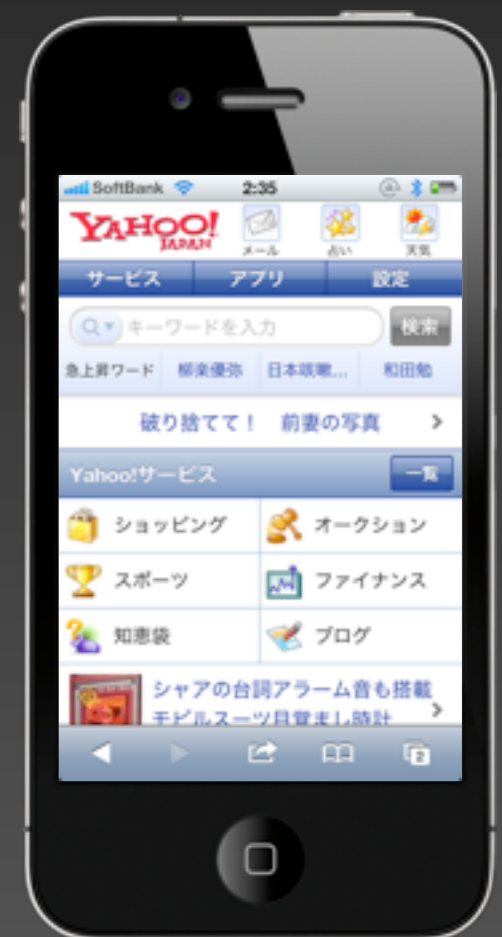 SoftBank 2:35
YAHOO!
JAPAN
メール 占い 天気
サービス アプリ 設定
キーワードを入力 検索
急上昇ワード 柳楽優弥 日本咳嗽... 和田勉
破り捨てて！ 前妻の写真 >
Yahoo!サービス 一覧
ショッピング オークション
スポーツ ファイナンス
知恵袋 ブログ
シャアの台詞アラーム音も搭載
モビルスーツ目覚まし時計 >
2